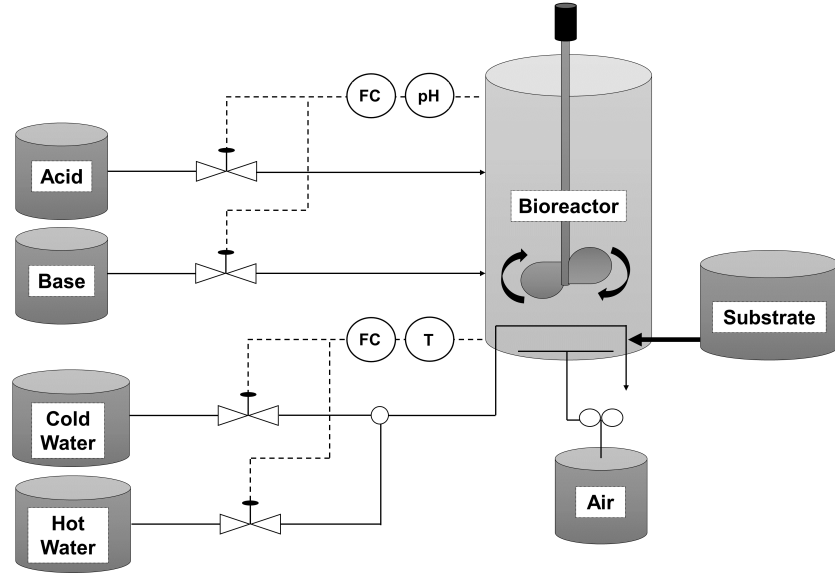 FC
pH
Acid
Bioreactor
Base
Substrate
FC
T
Cold
Water
Air
Hot
Water